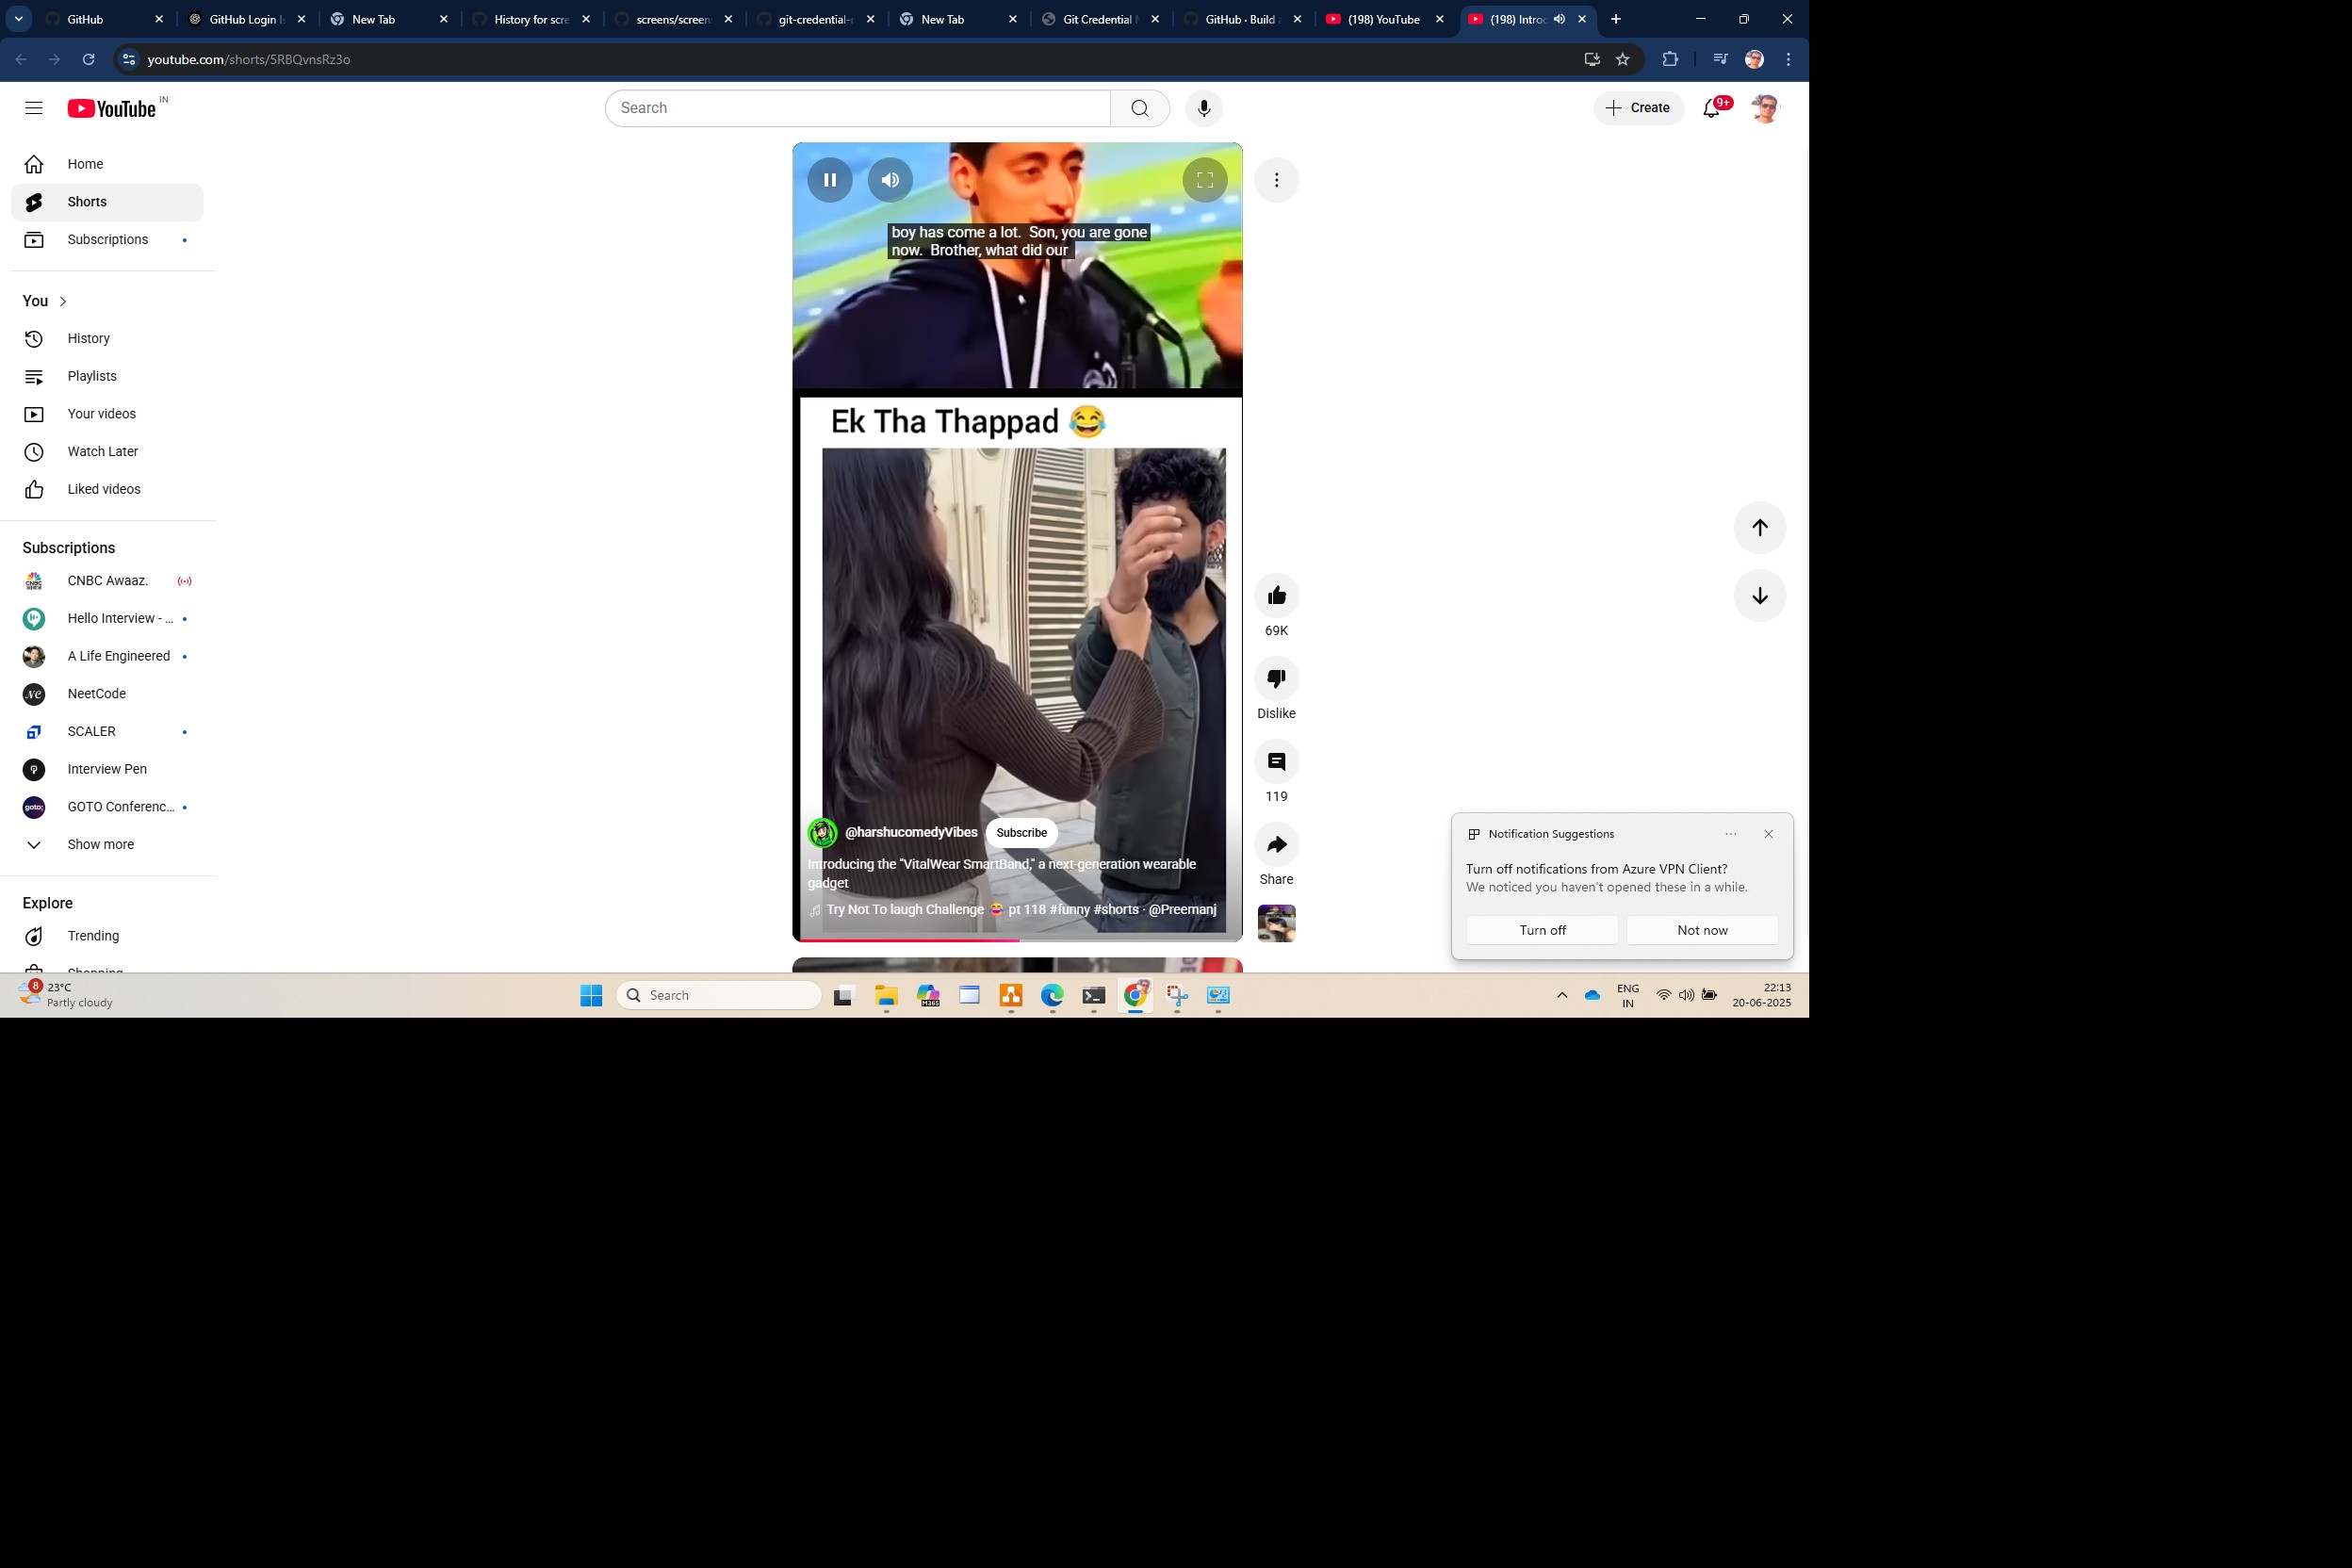 GitHub
GitHub Login Is
New Tab
History for scre
screens/screen
git-credential-
New Tab
Git Credential
GitHub · Build
(198) YouTube
(198) Introd
youtube.com/shorts/5RBQvnsRz3o
YouTube IN
Search
Create
9+
Home
Shorts
Subscriptions
You
History
Playlists
Your videos
Watch Later
Liked videos
Subscriptions
CNBC Awaaz.
Hello Interview - ...
A Life Engineered
NeetCode
SCALER
Interview Pen
GOTO Conferenc...
Show more
Explore
Trending
Shopping
boy has come a lot. Son, you are gone
now. Brother, what did our
Ek Tha Thappad 😂
@harshucomedyVibes Subscribe
Introducing the "VitalWear SmartBand," a next-generation wearable
gadget
Try Not To laugh Challenge 😂 pt 118 #funny #shorts · @Preemanj
69K
Dislike
119
Share
Notification Suggestions
Turn off notifications from Azure VPN Client?
We noticed you haven't opened these in a while.
Turn off
Not now
8
23°C
Partly cloudy
Search
M365
ENG
IN
22:13
20-06-2025